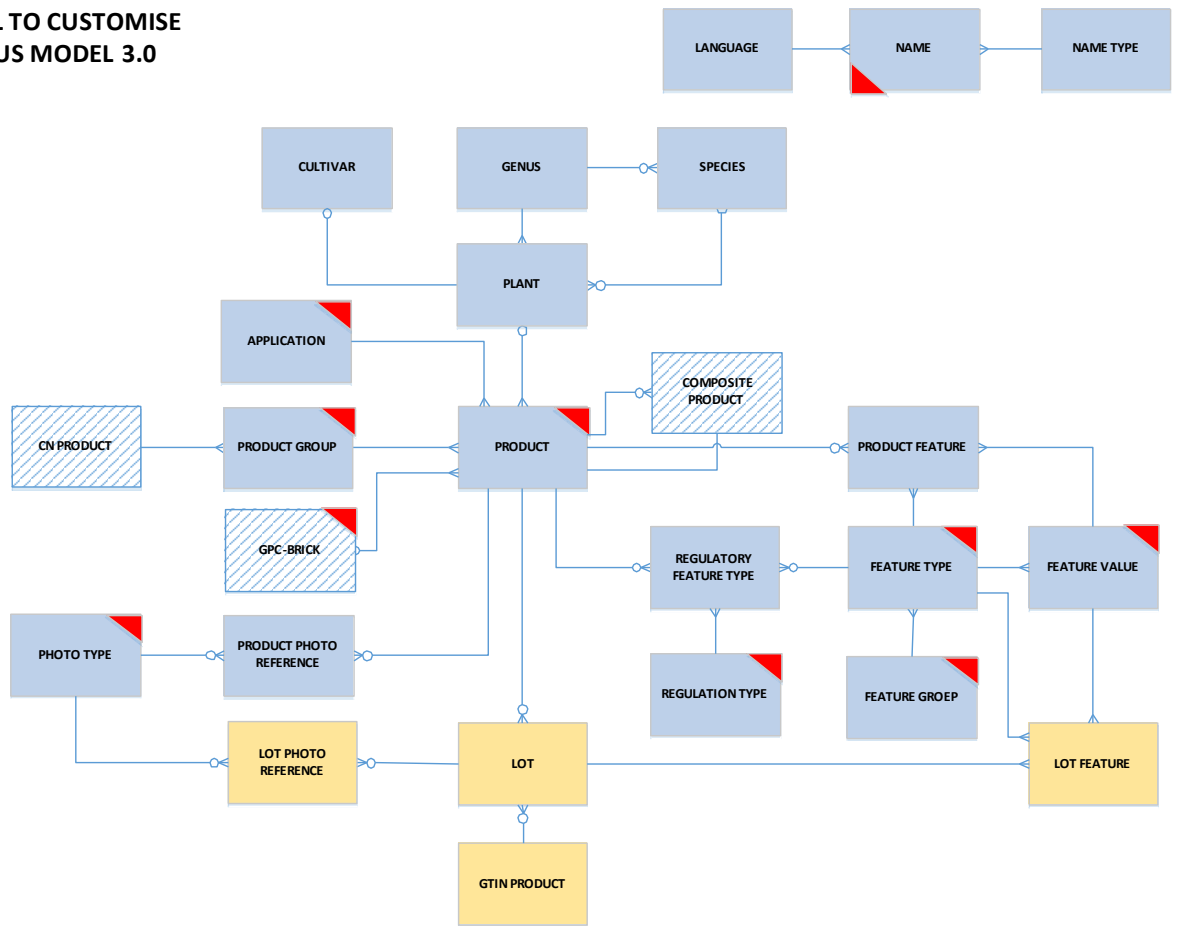 TO CUSTOMISE
US MODEL 3.0
LANGUAGE
NAME
NAME TYPE
CULTIVAR
GENUS
SPECIES
PLANT
APPLICATION
COMPOSITE
PRODUCT
CN PRODUCT
PRODUCT GROUP
PRODUCT
PRODUCT FEATURE
GPC-BRICK
REGULATORY
FEATURE TYPE
FEATURE TYPE
FEATURE VALUE
PHOTO TYPE
PRODUCT PHOTO
REFERENCE
REGULATION TYPE
FEATURE GROEP
LOT PHOTO
REFERENCE
LOT
LOT FEATURE
GTIN PRODUCT